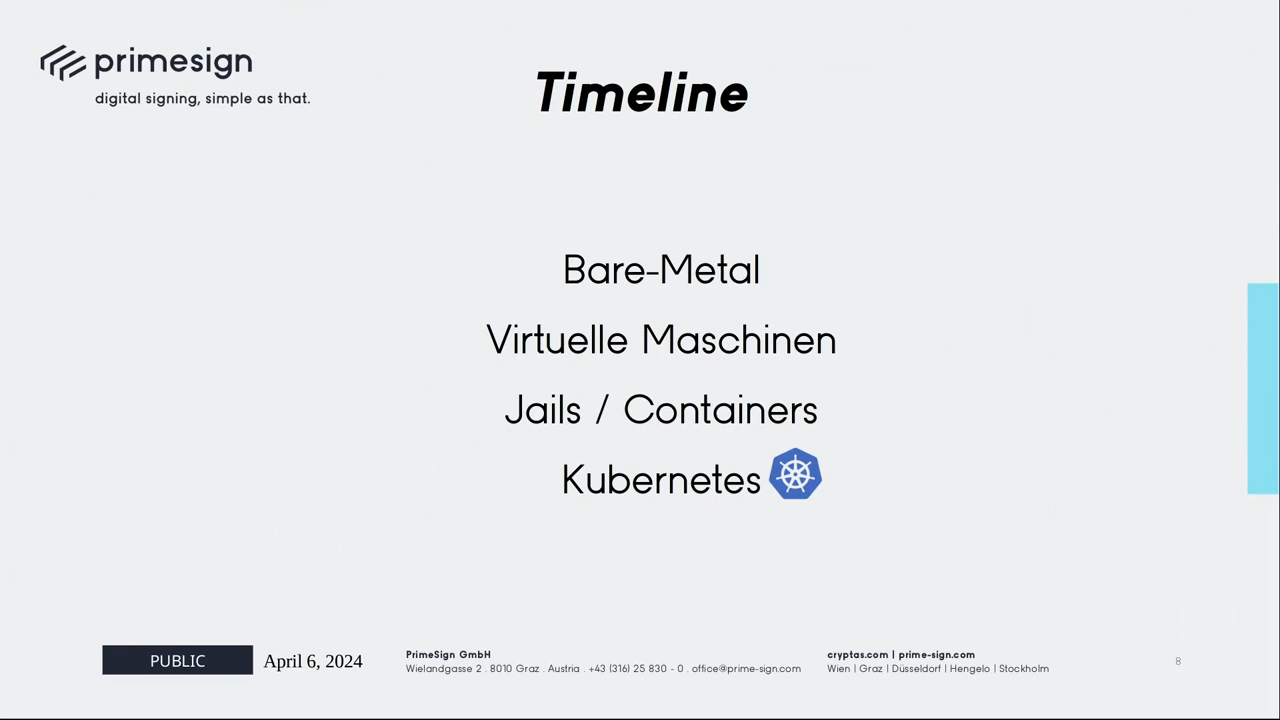 primesign
digital signing, simple as that.
Timeline
Bare-Metal
Virtuelle Maschinen
Jails / Containers
Kubernetes
PUBLIC
April 6, 2024
PrimeSign GmbH
Wielandgasse 2 . 8010 Graz . Austria . +43 (316) 25 830 - 0 . office@prime-sign.com
cryptas.com | prime-sign.com
Wien | Graz | Düsseldorf | Hengelo | Stockholm
8